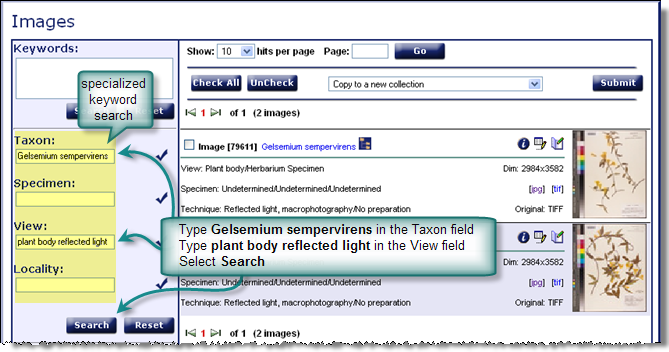 Images
Keywords:
specialized
keyword
search
Taxon:
Gelsemium sempervirens
Specimen:
View:
plant body reflected light
Locality:
Search Reset
Show: 10 hits per page Page: Go
Check All UnCheck Copy to a new collection Submit
1 of 1 (2 images)
Image [79611] Gelsemium sempervirens
View: Plant body/Herbarium Specimen Dim: 2984x3582
Specimen: Undetermined/Undetermined/Undetermined [jpg] [tif]
Technique: Reflected light, macrophotography/No preparation Original: TIFF
Type Gelsemium sempervirens in the Taxon field
Type plant body reflected light in the View field
Select Search
Dim: 2984x3582
Specimen: Undetermined/Undetermined/Undetermined [jpg] [tif]
Technique: Reflected light, macrophotography/No preparation Original: TIFF
1 of 1 (2 images)